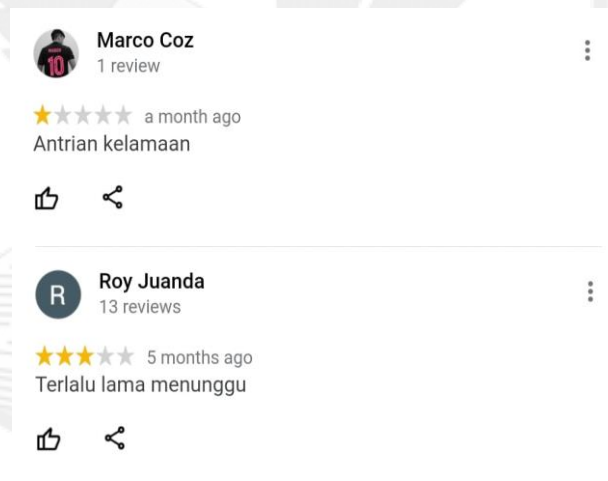 Marco Coz
1 review
a month ago
Antrian kelamaan
R
Roy Juanda
13 reviews
5 months ago
Terlalu lama menunggu